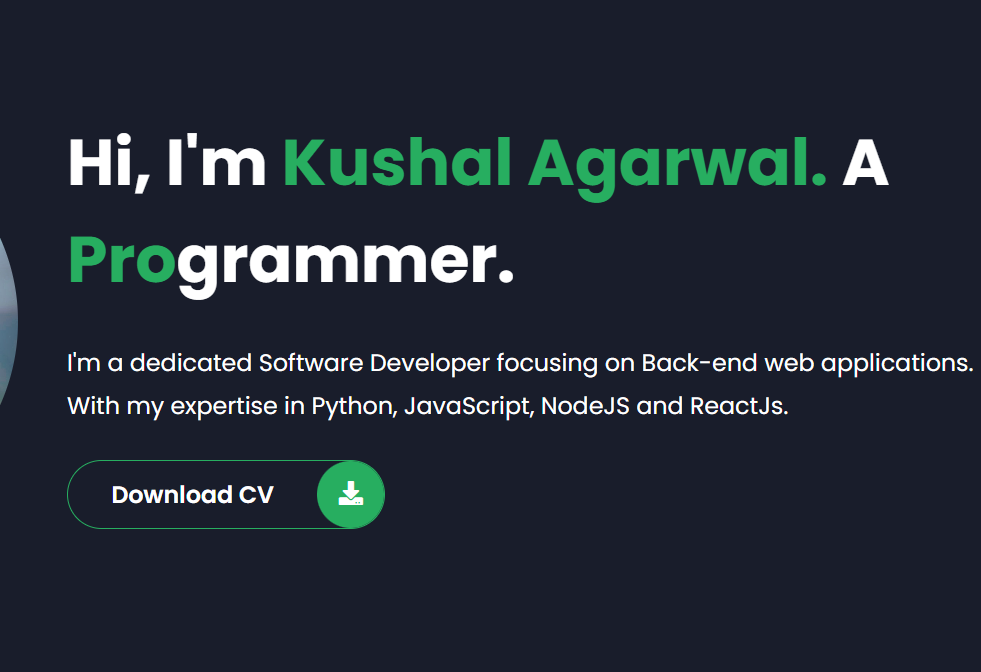 Hi, I'm Kushal Agarwal. A
Programmer.
I'm a dedicated Software Developer focusing on Back-end web applications.
With my expertise in Python, JavaScript, NodeJS and ReactJs.
Download CV